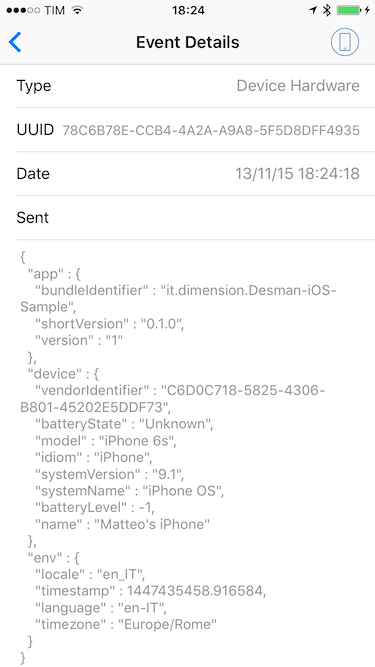 TIM 18:24
Event Details
Type Device Hardware
UUID 78C6B78E-CCB4-4A2A-A9A8-5F5D8DFF4935
Date 13/11/15 18:24:18
Sent
{
"app" : {
"bundleIdentifier" : "it.dimension.Desman-iOS-
Sample",
"shortVersion" : "0.1.0",
"version" : "1"
},
"device" : {
"vendorIdentifier" : "C6D0C718-5825-4306-
B801-45202E5DDF73",
"batteryState" : "Unknown",
"model" : "iPhone 6s",
"idiom" : "iPhone",
"systemVersion" : "9.1",
"systemName" : "iPhone OS",
"batteryLevel" : -1,
"name" : "Matteo's iPhone"
},
"env" : {
"locale" : "en_IT",
"timestamp" : 1447435458.916584,
"language" : "en-IT",
"timezone" : "Europe/Rome"
}
}